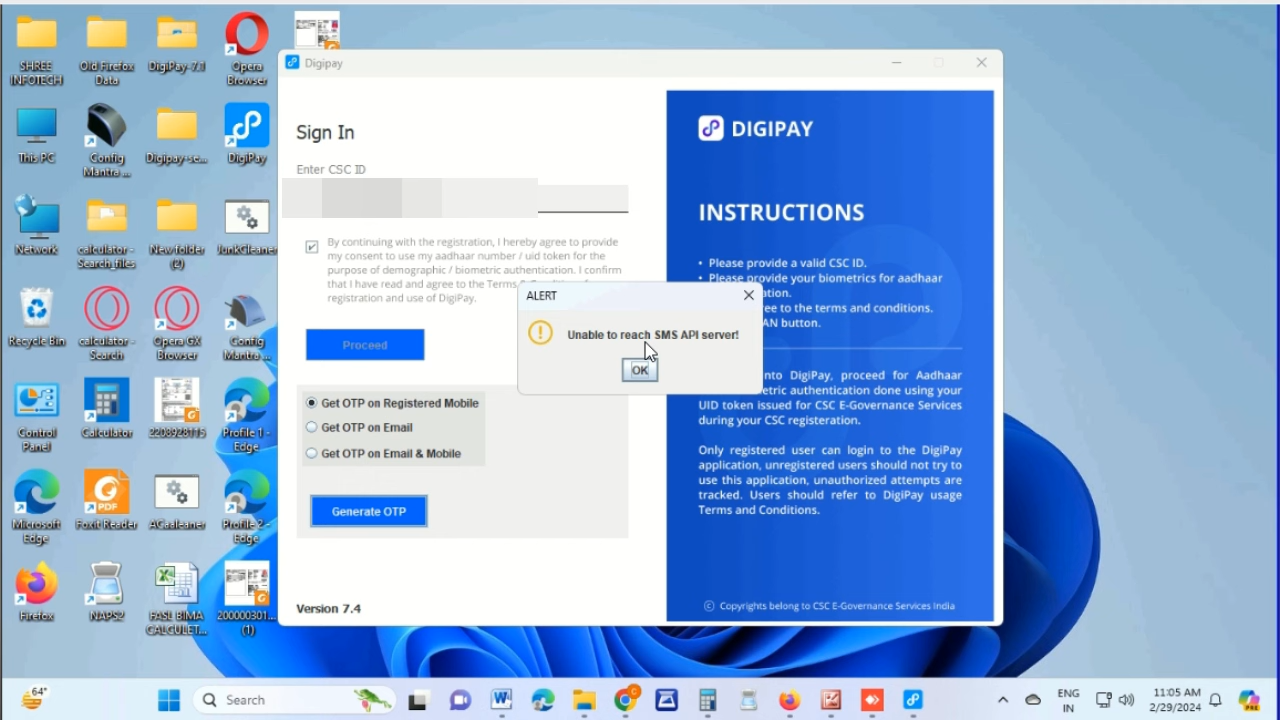 SHREE INFOTECH
Old Firefox Data
DigiPay-7.1
Opera Browser
This PC
Config Mantra ...
Digipay-se...
DigiPay
Network
calculator - Search_files
New folder (2)
JunkCleaner
Recycle Bin
calculator - Search
Opera GX Browser
Config Mantra ...
Control Panel
Calculator
2208928115
Profile 1 - Edge
Microsoft Edge
Foxit Reader
Profile 2 - Edge
Firefox
NAPS2
FASL BIMA CALCULET...
200000301... (1)
Digipay
Sign In
Enter CSC ID
By continuing with the registration, I hereby agree to provide
my consent to use my aadhaar number / uid token for the
purpose of demographic / biometric authentication. I confirm
that I have read and agree to the Terms
registration and use of DigiPay.
Proceed
Get OTP on Registered Mobile
Get OTP on Email
Get OTP on Email & Mobile
Generate OTP
Version 7.4
ALERT
Unable to reach SMS API server!
OK
DIGIPAY
INSTRUCTIONS
• Please provide a valid CSC ID.
• Please provide your biometrics for aadhaar
ation.
ee to the terms and conditions.
AN button.
nto DigiPay, proceed for Aadhaar
etric authentication done using your
UID token issued for CSC E-Governance Services
during your CSC registeration.
Only registered user can login to the DigiPay
application, unregistered users should not try to
use this application, unauthorized attempts are
tracked. Users should refer to DigiPay usage
Terms and Conditions.
© Copyrights belong to CSC E-Governance Services India
64°
Search
ENG
IN
11:05 AM
2/29/2024